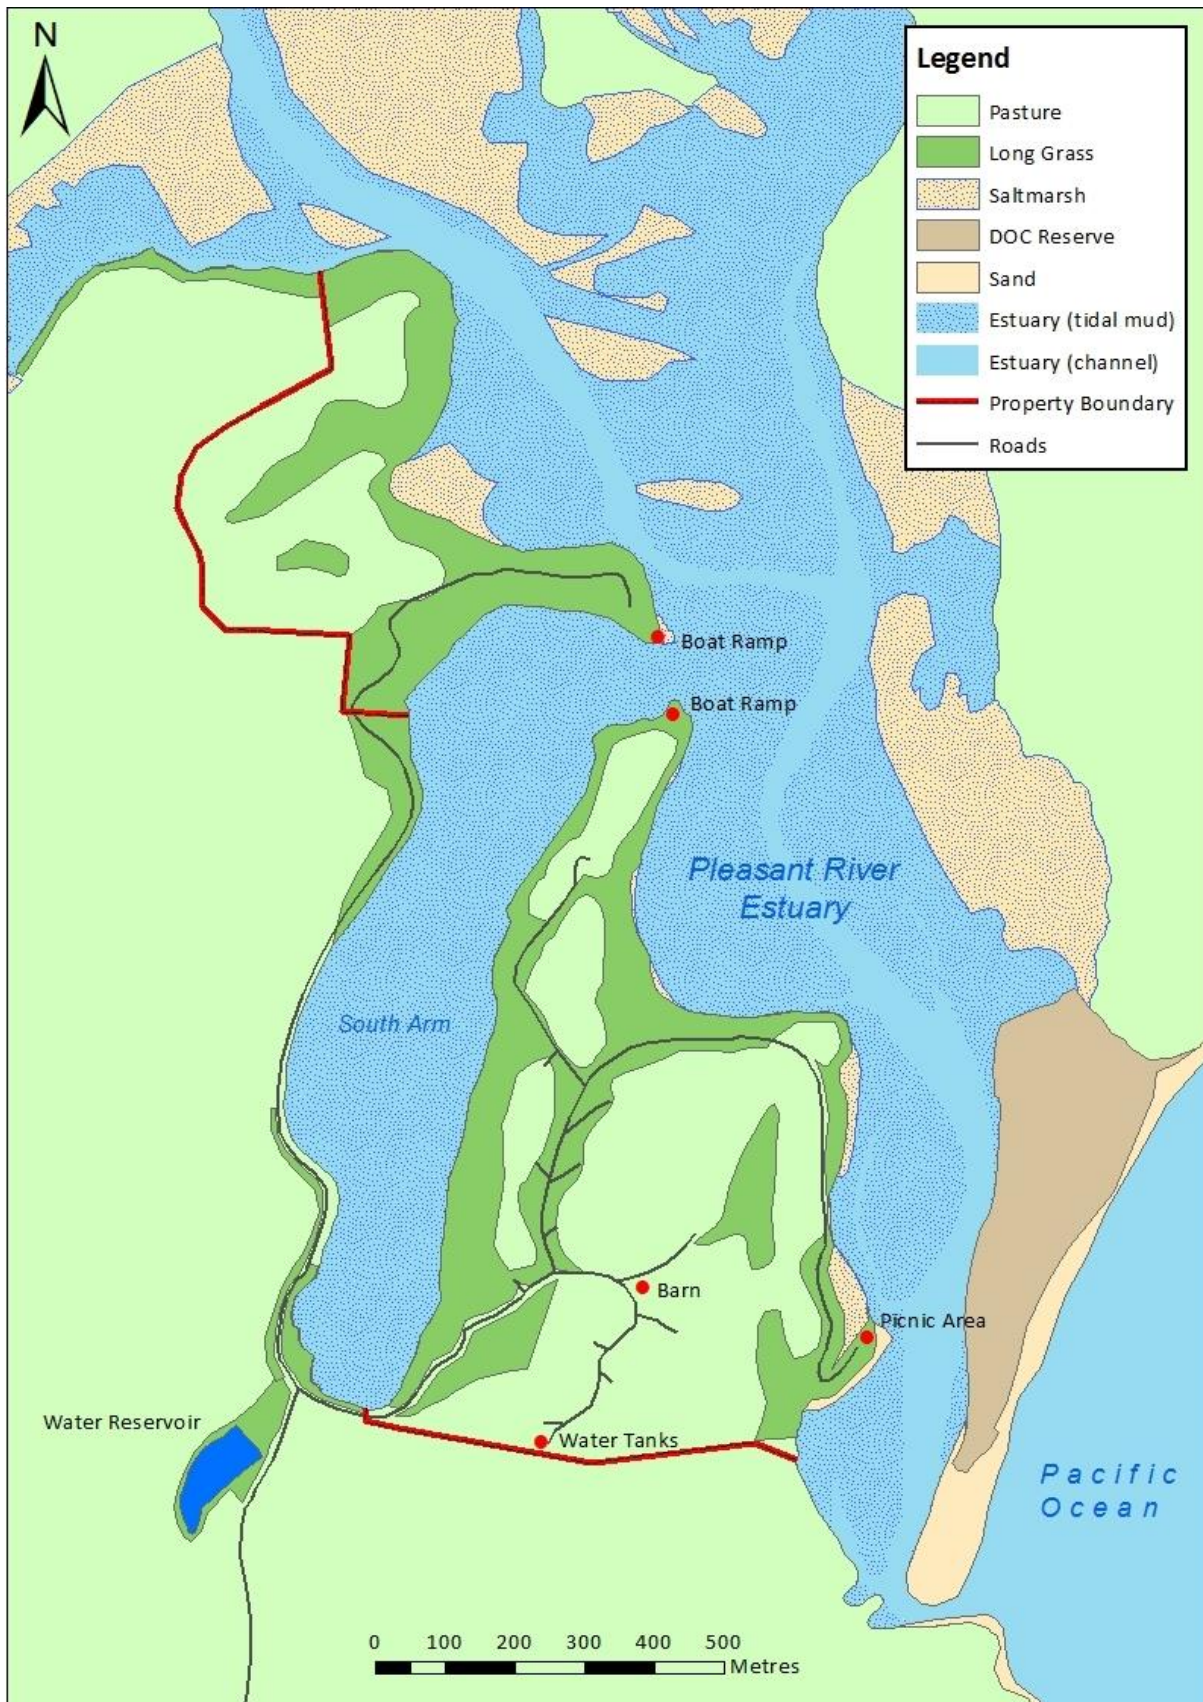 N
Legend
Pasture
Long Grass
Saltmarsh
DOC Reserve
Sand
Estuary (tidal mud)
Estuary (channel)
Property Boundary
Roads
Boat Ramp
Boat Ramp
Pleasant River
Estuary
South Arm
Barn
Picnic Area
Water Reservoir
Water Tanks
Pacific
Ocean
0 100 200 300 400 500
Metres